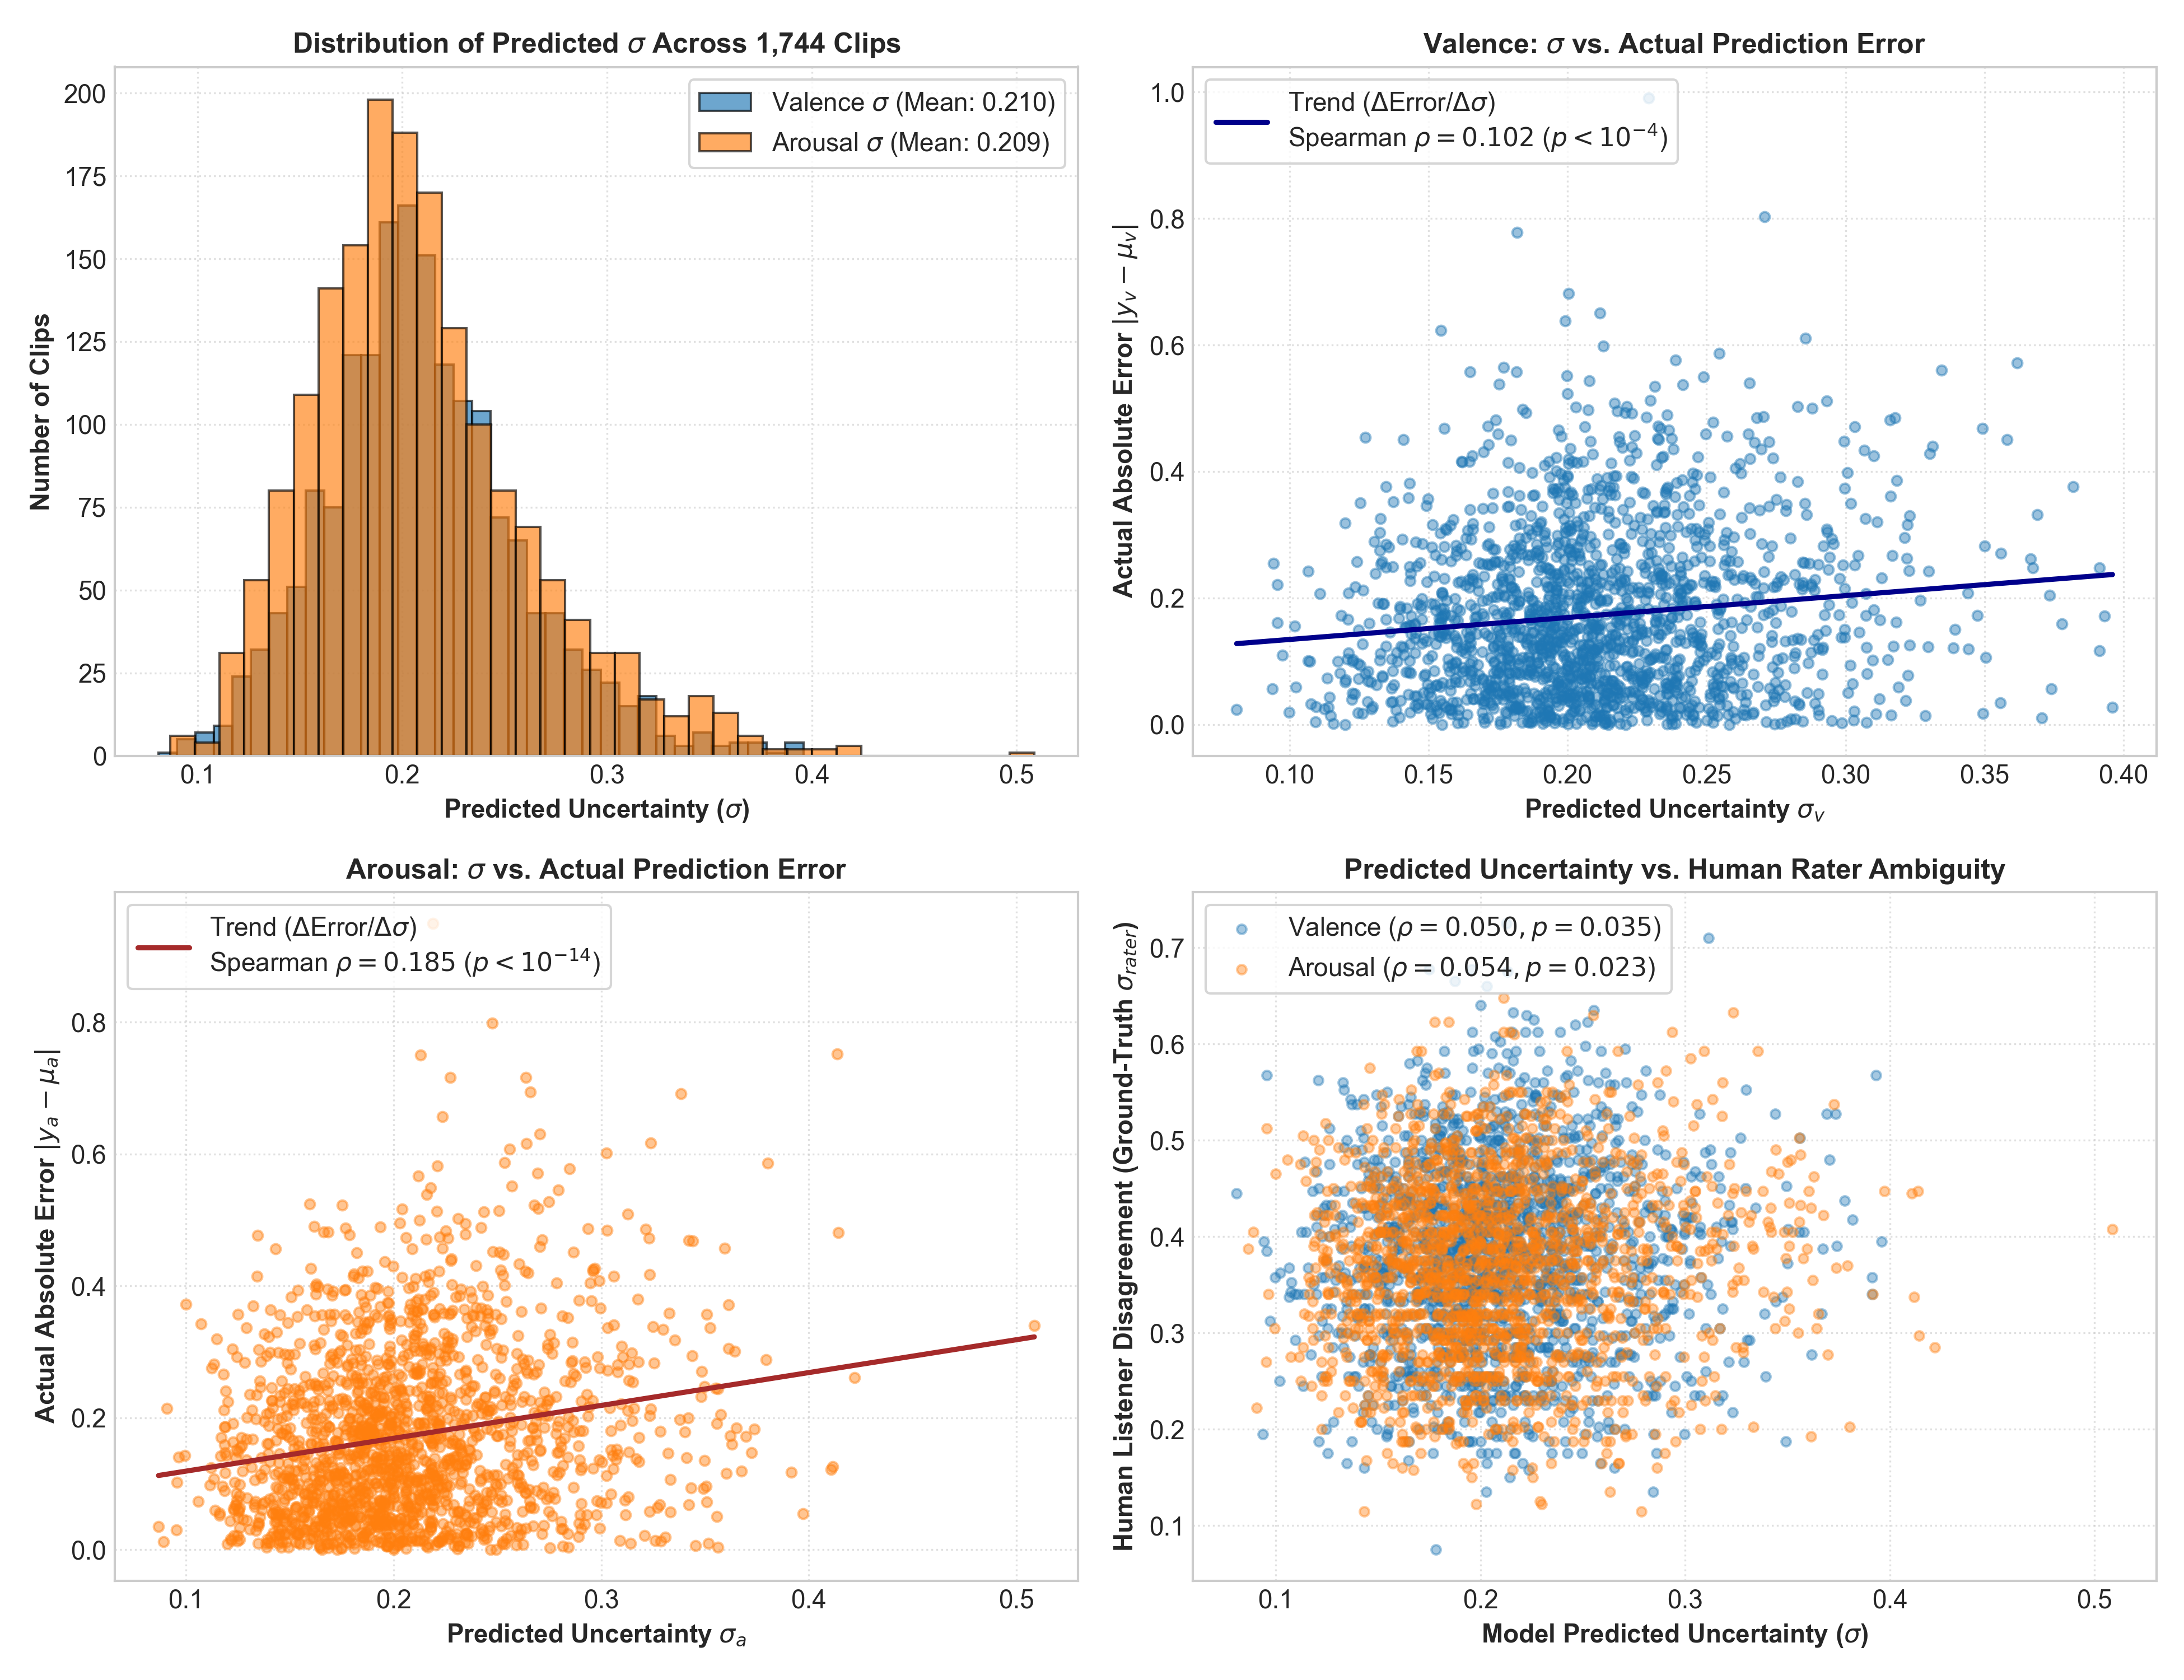 Distribution of Predicted σ Across 1,744 Clips
Valence σ (Mean: 0.210)
Arousal σ (Mean: 0.209)
Number of Clips
200
175
150
125
100
75
50
25
0
0.1 0.2 0.3 0.4 0.5
Predicted Uncertainty (σ)
Valence: σ vs. Actual Prediction Error
Trend (ΔError/Δσ)
Spearman ρ = 0.102 (p < 10⁻⁴)
Actual Absolute Error |y_v − μ_v|
1.0
0.8
0.6
0.4
0.2
0.0
0.10 0.15 0.20 0.25 0.30 0.35 0.40
Predicted Uncertainty σ_v
Arousal: σ vs. Actual Prediction Error
Trend (ΔError/Δσ)
Spearman ρ = 0.185 (p < 10⁻¹⁴)
Actual Absolute Error |y_a − μ_a|
0.8
0.6
0.4
0.2
0.0
0.1 0.2 0.3 0.4 0.5
Predicted Uncertainty σ_a
Predicted Uncertainty vs. Human Rater Ambiguity
Valence (ρ = 0.050, p = 0.035)
Arousal (ρ = 0.054, p = 0.023)
Human Listener Disagreement (Ground-Truth σ_rater)
0.7
0.6
0.5
0.4
0.3
0.2
0.1
0.1 0.2 0.3 0.4 0.5
Model Predicted Uncertainty (σ)